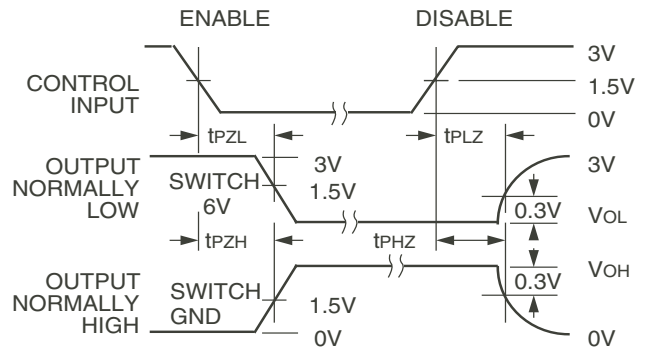 ENABLE DISABLE
3V
CONTROL INPUT 1.5V
0V
tPZL tPLZ
OUTPUT NORMALLY LOW
SWITCH 6V
3V 3V
1.5V
0.3V VOL
tPZH tPHZ
VOH
0.3V
OUTPUT NORMALLY HIGH
SWITCH GND
1.5V
0V 0V